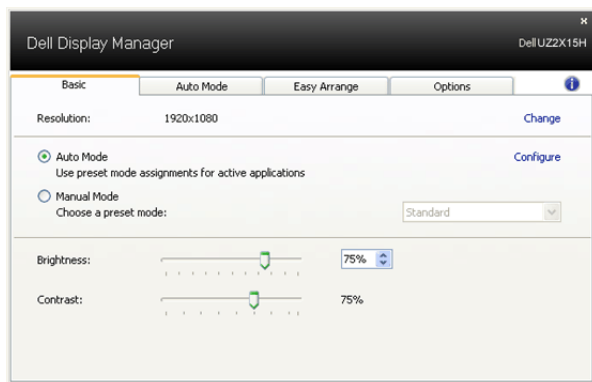 Dell Display Manager
Dell UZ2X15H
Basic
Auto Mode
Easy Arrange
Options
Resolution:
1920x1080
Change
Auto Mode
Configure
Use preset mode assignments for active applications
Manual Mode
Choose a preset mode:
Standard
Brightness:
75%
Contrast:
75%